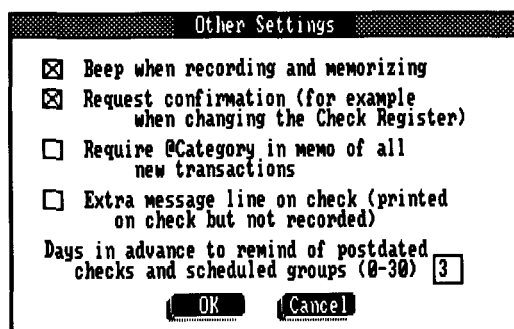 Other Settings
Beep when recording and memorizing
Request confirmation (for example
when changing the Check Register)
Require @Category in memo of all
new transactions
Extra message line on check (printed
on check but not recorded)
Days in advance to remind of postdated
checks and scheduled groups (0-30) 3
OK Cancel